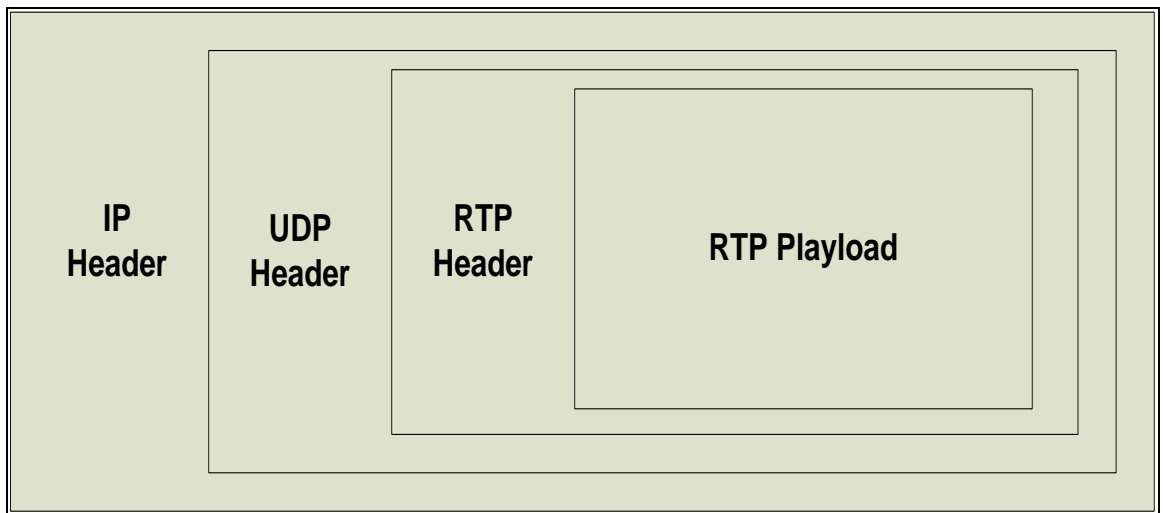 IP
Header
UDP
Header
RTP
Header
RTP Playload